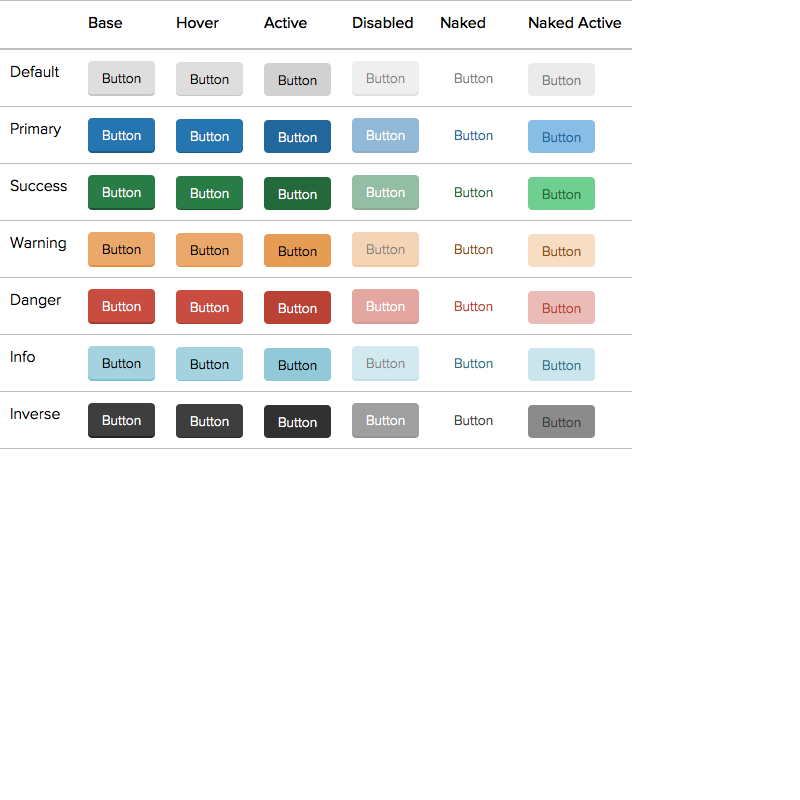 Base Hover Active Disabled Naked Naked Active
Default Button Button Button Button Button Button
Primary Button Button Button Button Button Button
Success Button Button Button Button Button Button
Warning Button Button Button Button Button Button
Danger Button Button Button Button Button Button
Info Button Button Button Button Button Button
Inverse Button Button Button Button Button Button